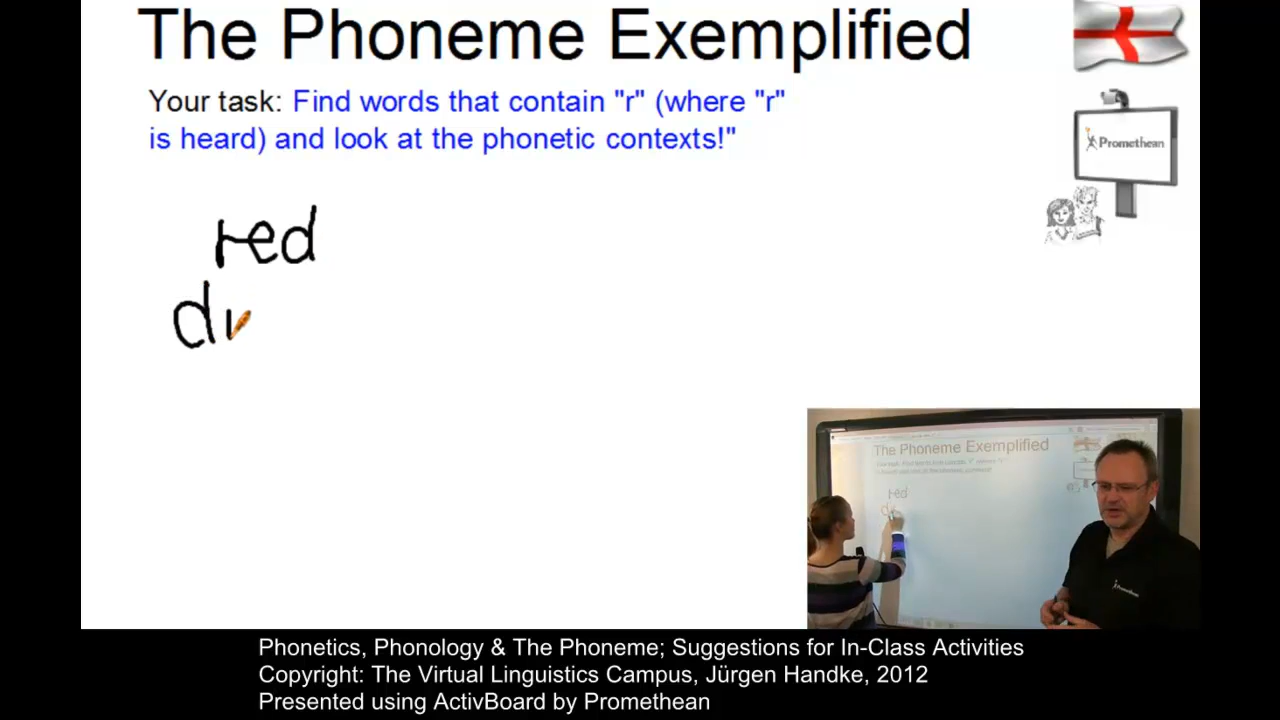 The Phoneme Exemplified
Your task: Find words that contain "r" (where "r"
is heard) and look at the phonetic contexts!"
Promethean
red
The Phoneme Exemplified
red
Promethean
Phonetics, Phonology & The Phoneme; Suggestions for In-Class Activities
Copyright: The Virtual Linguistics Campus, Jürgen Handke, 2012
Presented using ActivBoard by Promethean